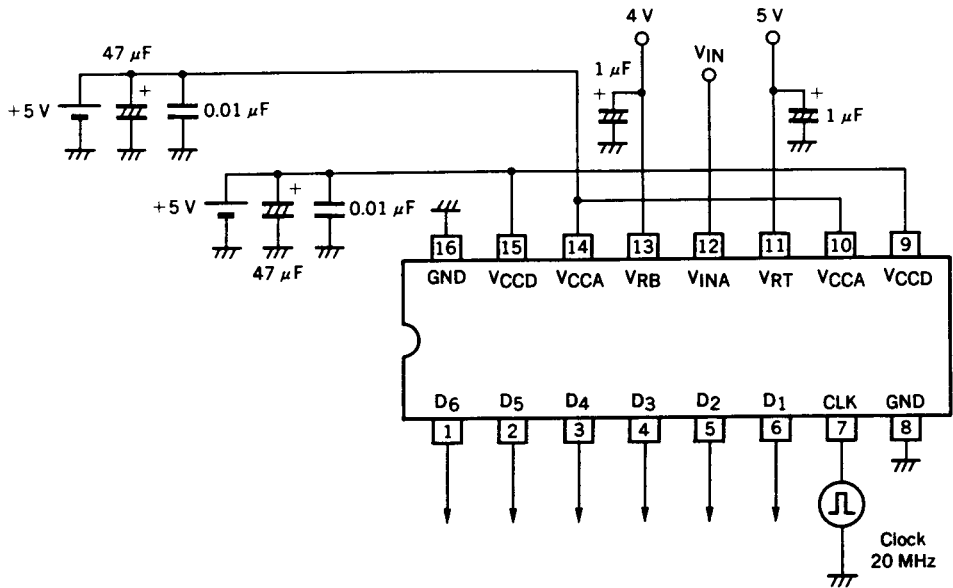 4 V
5 V
47 µF
1 µF
VIN
+
+
+
+5 V
0.01 µF
1 µF
+
+5 V
0.01 µF
47 µF
16 15 14 13 12 11 10 9
GND VCCD VCCA VRB VINA VRT VCCA VCCD
D6 D5 D4 D3 D2 D1 CLK GND
1 2 3 4 5 6 7 8
Clock
20 MHz